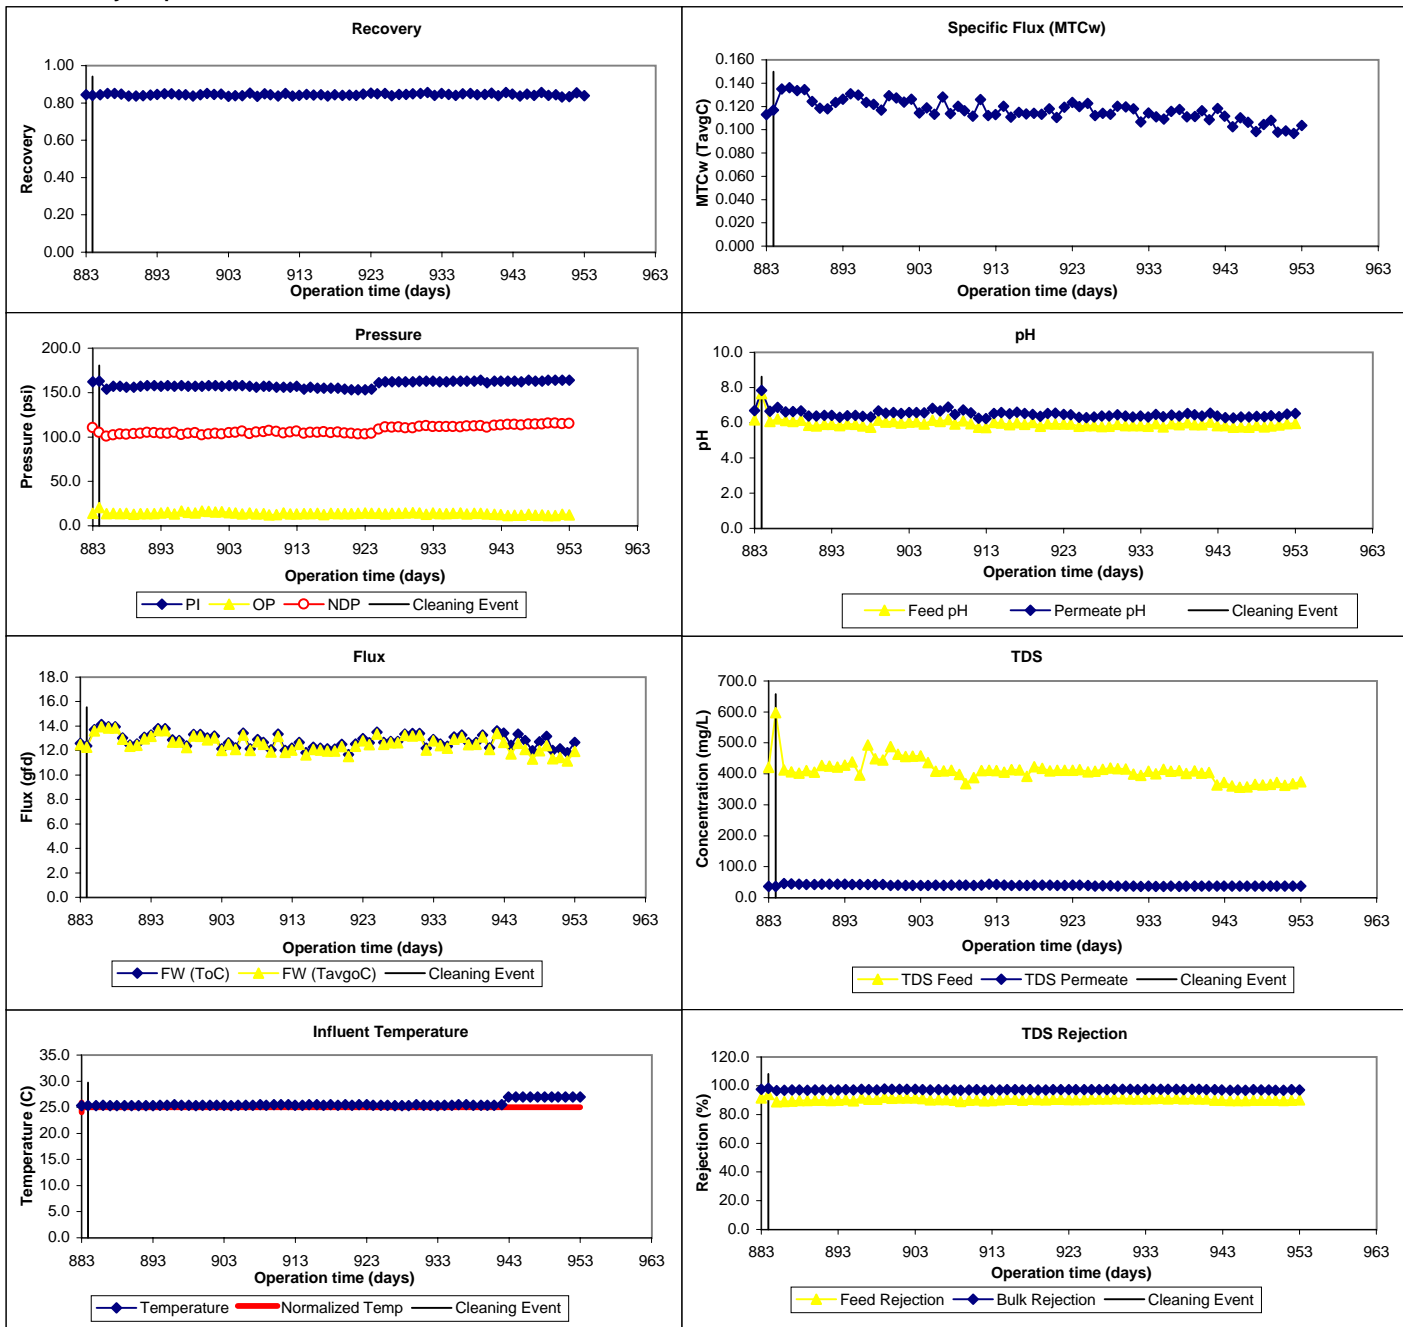 Recovery
1.00
0.80
0.60
0.40
0.20
0.00
Recovery
883 893 903 913 923 933 943 953 963
Operation time (days)
Specific Flux (MTCw)
0.160
0.140
0.120
0.100
0.080
0.060
0.040
0.020
0.000
MTCw (TavgC)
883 893 903 913 923 933 943 953 963
Operation time (days)
Pressure
200.0
150.0
100.0
50.0
0.0
Pressure (psi)
883 893 903 913 923 933 943 953 963
Operation time (days)
PI OP NDP Cleaning Event
pH
10.0
8.0
6.0
4.0
2.0
0.0
pH
883 893 903 913 923 933 943 953 963
Operation time (days)
Feed pH Permeate pH Cleaning Event
Flux
18.0
16.0
14.0
12.0
10.0
8.0
6.0
4.0
2.0
0.0
Flux (gfd)
883 893 903 913 923 933 943 953 963
Operation time (days)
FW (ToC) FW (TavgoC) Cleaning Event
TDS
700.0
600.0
500.0
400.0
300.0
200.0
100.0
0.0
Concentration (mg/L)
883 893 903 913 923 933 943 953 963
Operation time (days)
TDS Feed TDS Permeate Cleaning Event
Influent Temperature
35.0
30.0
25.0
20.0
15.0
10.0
5.0
0.0
Temperature (C)
883 893 903 913 923 933 943 953 963
Operation time (days)
Temperature Normalized Temp Cleaning Event
TDS Rejection
120.0
100.0
80.0
60.0
40.0
20.0
0.0
Rejection (%)
883 893 903 913 923 933 943 953 963
Operation time (days)
Feed Rejection Bulk Rejection Cleaning Event